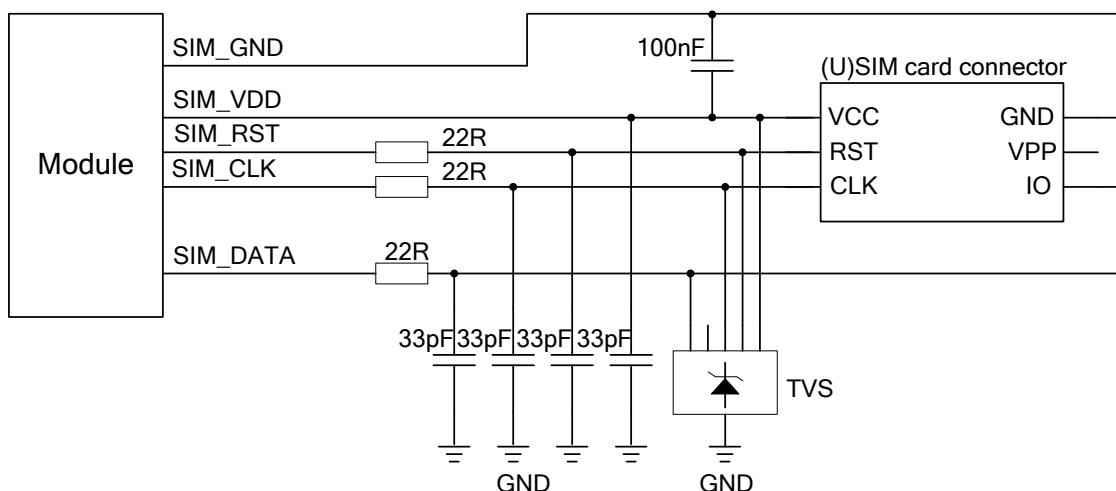 SIM_GND
100nF
(U)SIM card connector
SIM_VDD
VCC
GND
SIM_RST
22R
RST
VPP
Module
SIM_CLK
22R
CLK
IO
SIM_DATA
22R
33pF 33pF 33pF 33pF
TVS
GND
GND